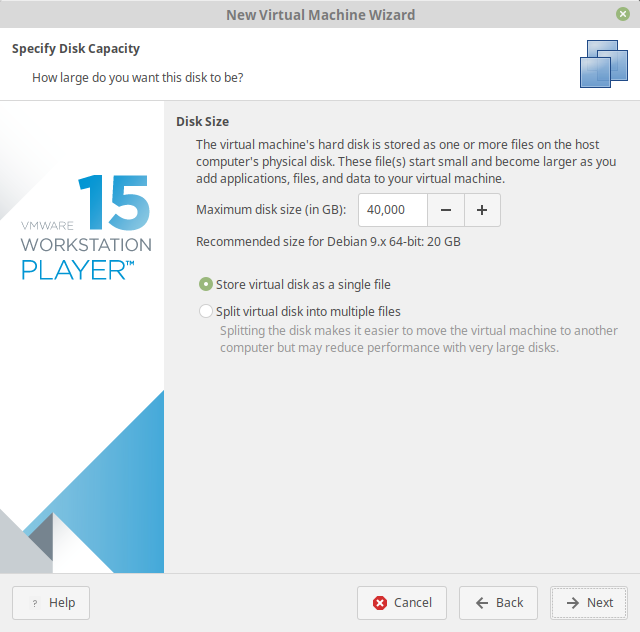 New Virtual Machine Wizard
Specify Disk Capacity
How large do you want this disk to be?
15
VMWARE
WORKSTATION
PLAYER™
Disk Size
The virtual machine's hard disk is stored as one or more files on the host
computer's physical disk. These file(s) start small and become larger as you
add applications, files, and data to your virtual machine.
Maximum disk size (in GB): 40,000 − +
Recommended size for Debian 9.x 64-bit: 20 GB
Store virtual disk as a single file
Split virtual disk into multiple files
Splitting the disk makes it easier to move the virtual machine to another
computer but may reduce performance with very large disks.
? Help Cancel Back Next